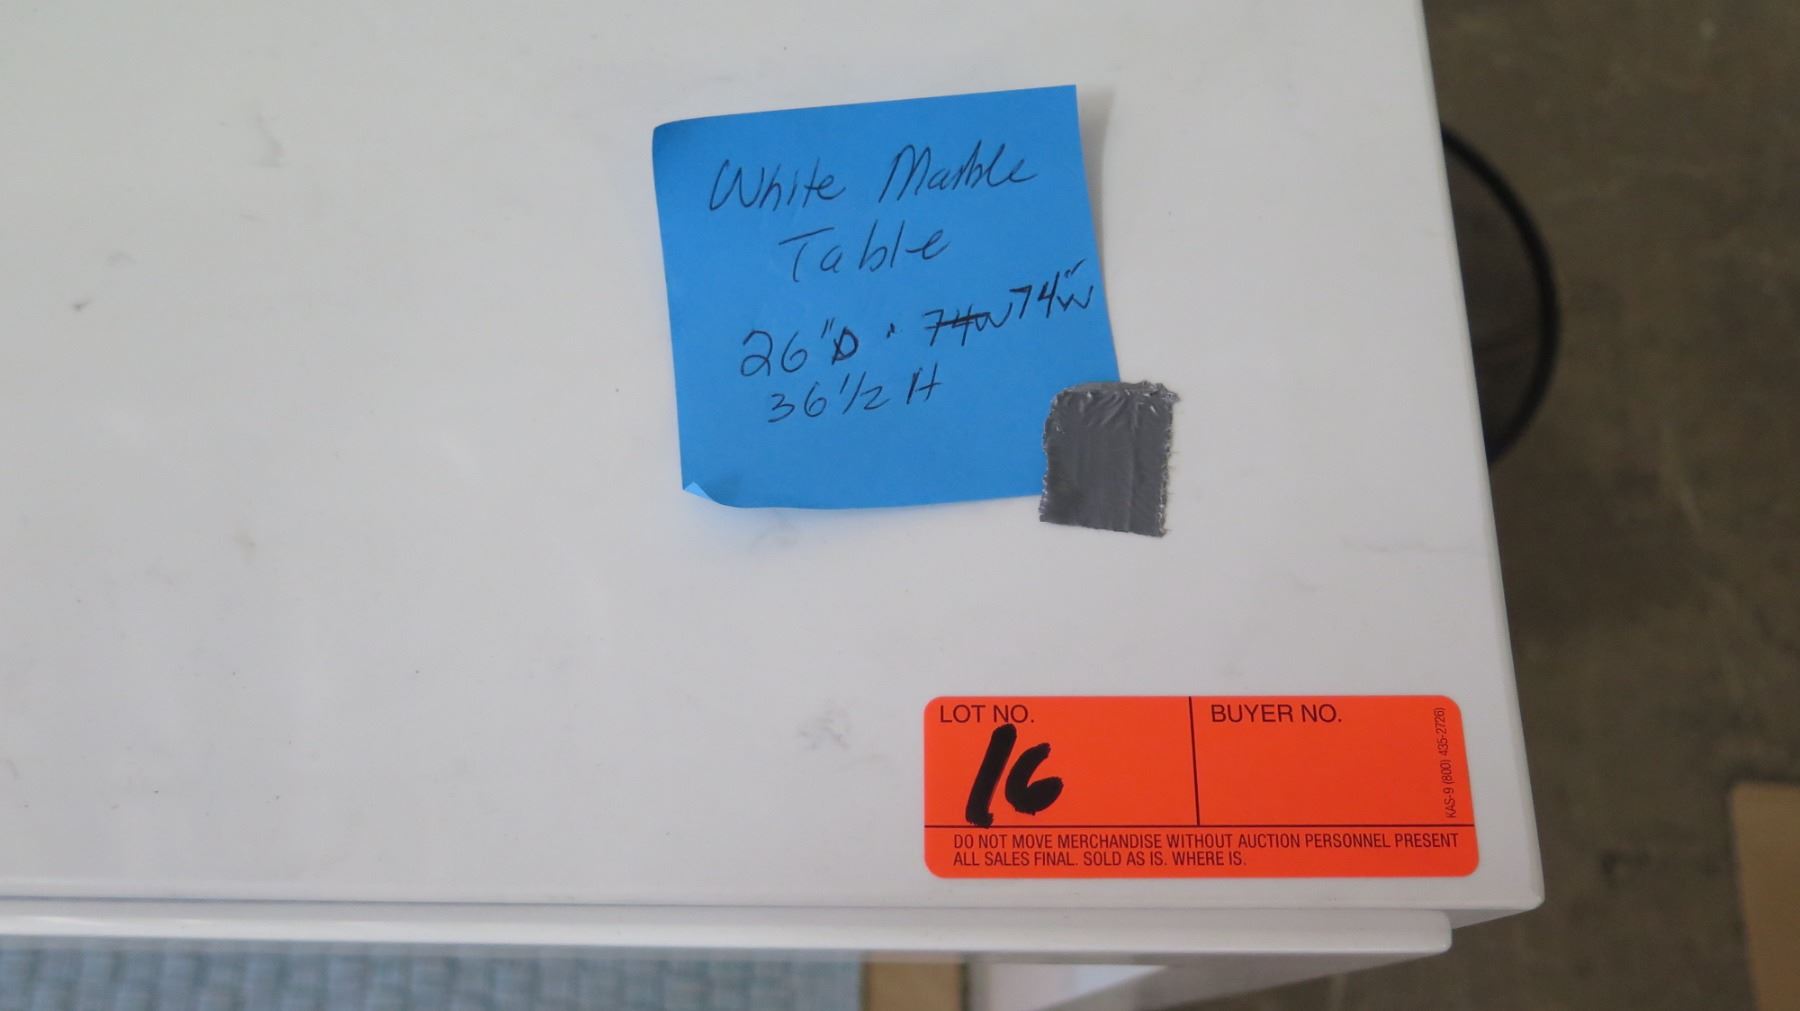 White Marble
Table
26"D · 74W 74"W
36 1/2 H
LOT NO.
16
BUYER NO.
KAS-9 (800) 435-2726)
DO NOT MOVE MERCHANDISE WITHOUT AUCTION PERSONNEL PRESENT
ALL SALES FINAL. SOLD AS IS. WHERE IS.